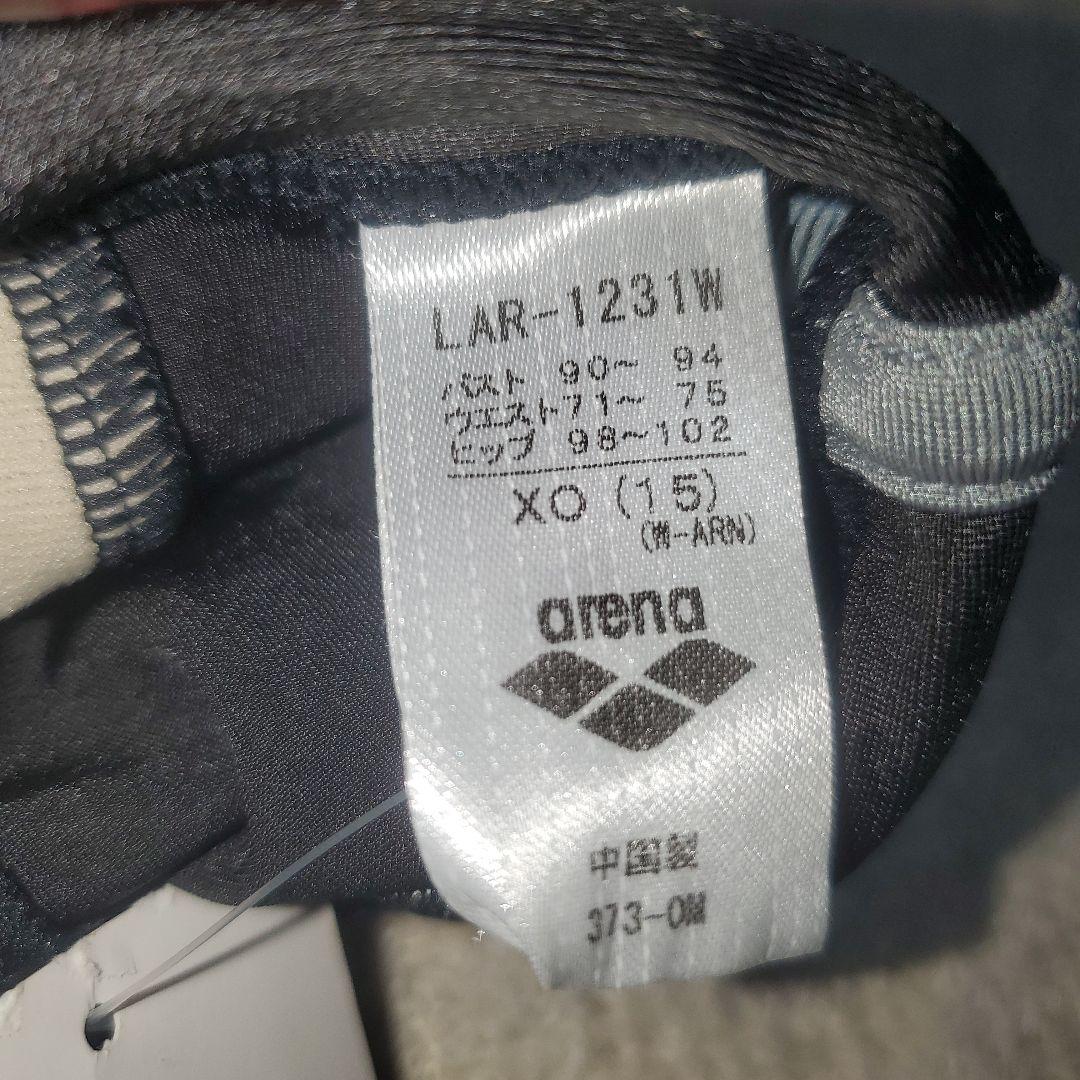 LAR-1231W
バスト 90～ 94
ウエスト71～ 75
ヒップ 98～102
XO (15)
(W-ARN)
arena
中国製
373-0M